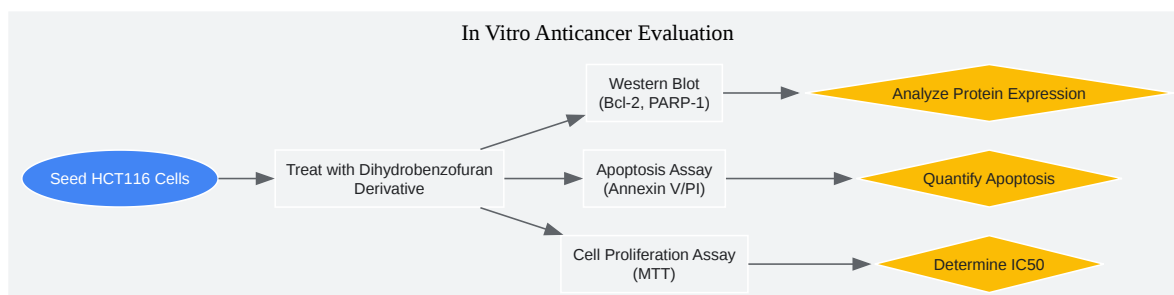 In Vitro Anticancer Evaluation
Seed HCT116 Cells
Treat with Dihydrobenzofuran
Derivative
Western Blot
(Bcl-2, PARP-1)
Analyze Protein Expression
Apoptosis Assay
(Annexin V/PI)
Quantify Apoptosis
Cell Proliferation Assay
(MTT)
Determine IC50